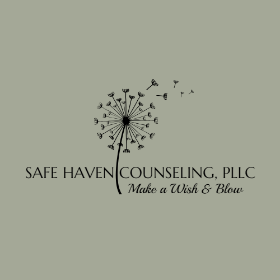 SAFE HAVEN COUNSELING, PLLC
Make a Wish & Blow